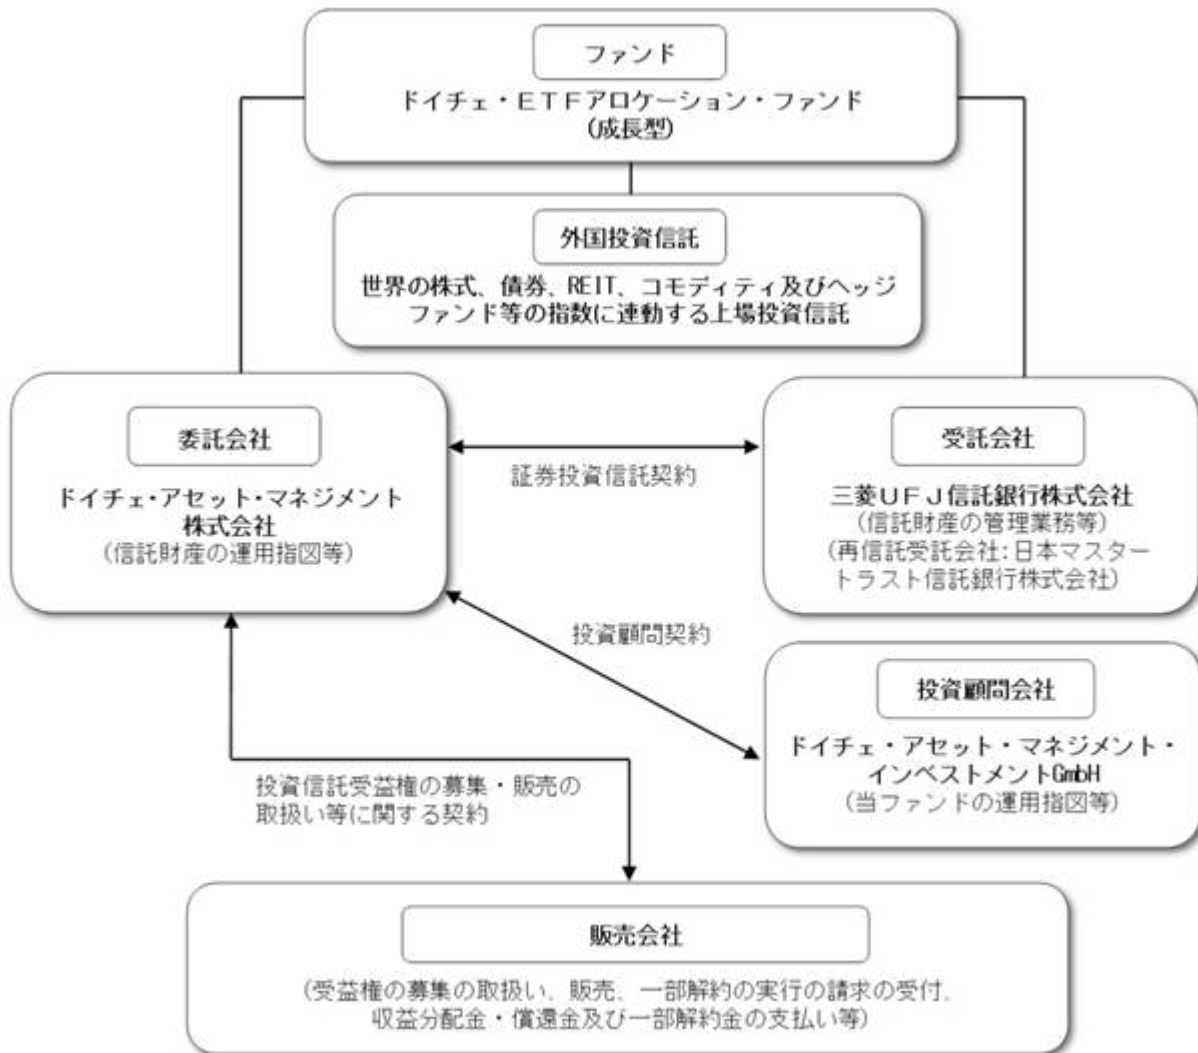 ファンド
ドイチェ・ETFアロケーション・ファンド
(成長型)
外国投資信託
世界の株式、債券、REIT、コモディティ及びヘッジ
ファンド等の指数に連動する上場投資信託
委託会社
ドイチェ・アセット・マネジメント
株式会社
(信託財産の運用指図等)
証券投資信託契約
受託会社
三菱UFJ信託銀行株式会社
(信託財産の管理業務等)
(再信託受託会社:日本マスター
トラスト信託銀行株式会社)
投資顧問契約
投資顧問会社
ドイチェ・アセット・マネジメント・
インベストメントGmbH
(当ファンドの運用指図等)
投資信託受益権の募集・販売の
取扱い等に関する契約
販売会社
(受益権の募集の取扱い、販売、一部解約の実行の請求の受付、
収益分配金・償還金及び一部解約金の支払い等)